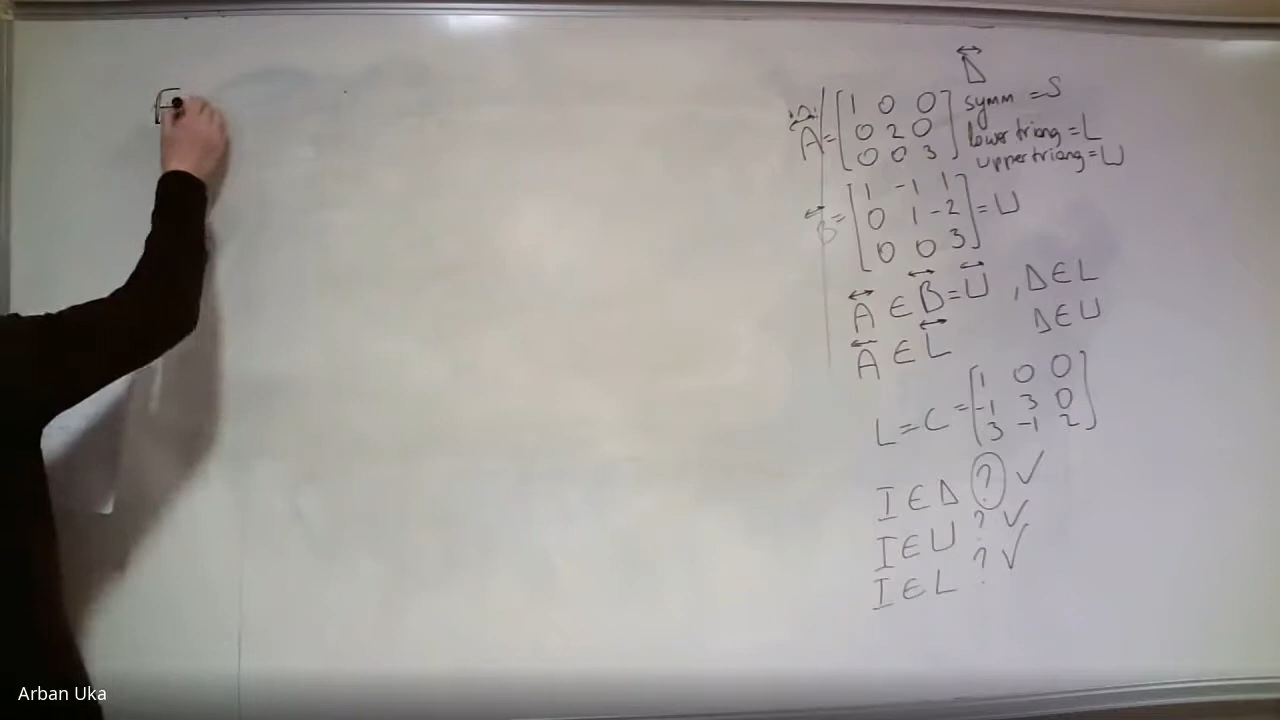 F
D
A = [1 0 0; 0 2 0; 0 0 3] symm = S
lower triang = L
upper triang = U
B = [1 -1 1; 0 1 -2; 0 0 3] = U
A ∈ B = U , D ∈ L
A ∈ L D ∈ U
L = C = [1 0 0; -1 3 0; 3 -1 2]
I ∈ D ? ✓
I ∈ U ? ✓
I ∈ L ? ✓
Arban Uka